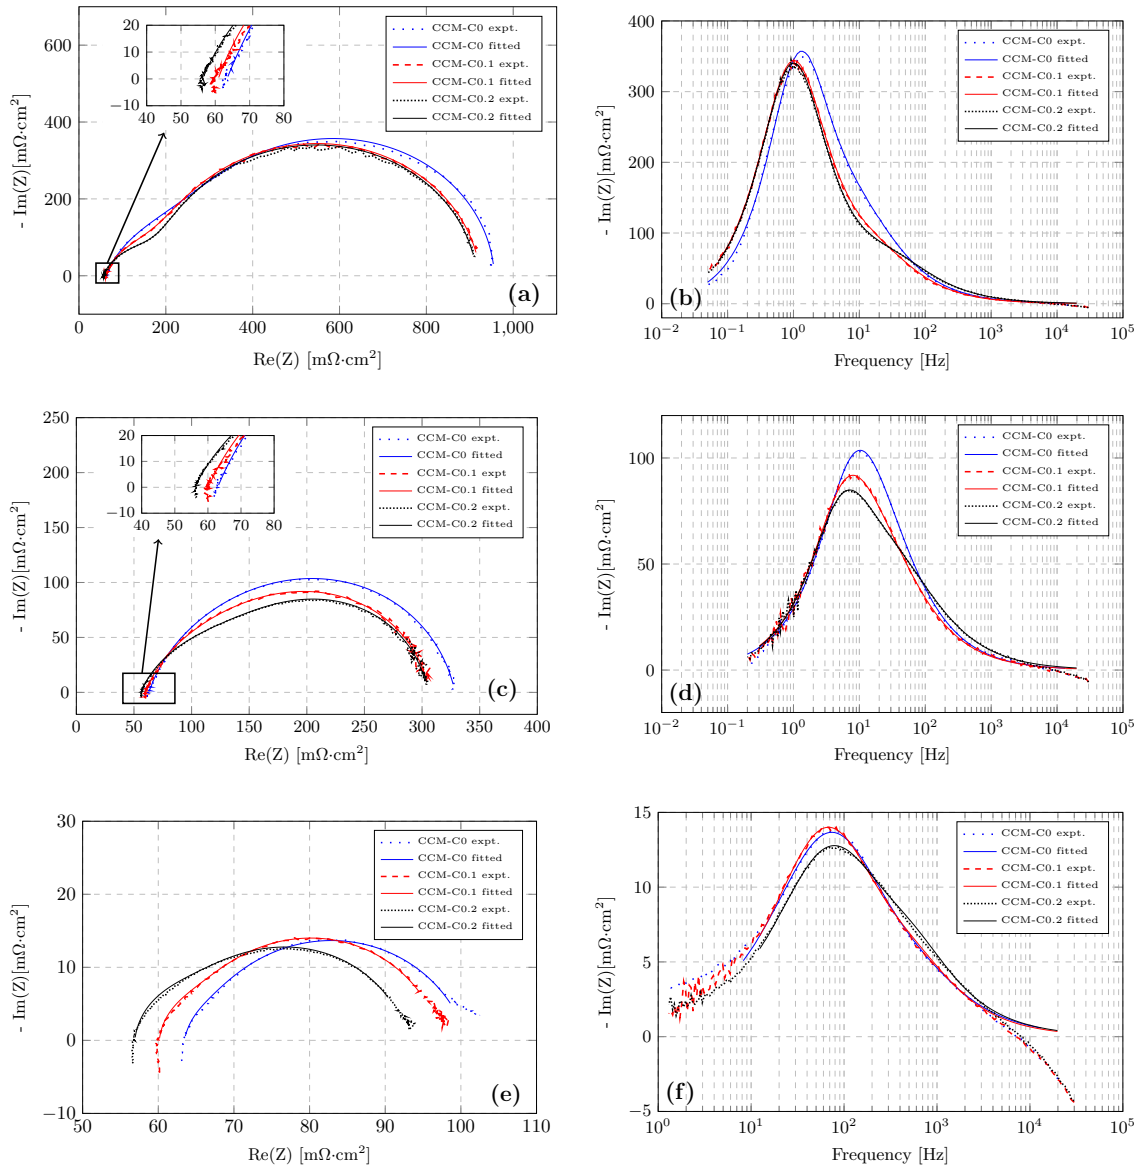 700
600
400
200
0
0
200
400
600
800
1,000
- Im(Z)[mΩ·cm²]
Re(Z) [mΩ·cm²]
20
10
0
−10
40
50
60
70
80
CCM-C0 expt.
CCM-C0 fitted
CCM-C0.1 expt.
CCM-C0.1 fitted
CCM-C0.2 expt.
CCM-C0.2 fitted
(a)
400
300
200
100
0
10⁻²
10⁻¹
10⁰
10¹
10²
10³
10⁴
10⁵
- Im(Z)[mΩ·cm²]
Frequency [Hz]
CCM-C0 expt.
CCM-C0 fitted
CCM-C0.1 expt.
CCM-C0.1 fitted
CCM-C0.2 expt.
CCM-C0.2 fitted
(b)
250
200
150
100
50
0
0
50
100
150
200
250
300
350
400
- Im(Z)[mΩ·cm²]
Re(Z) [mΩ·cm²]
20
10
0
−10
40
50
60
70
80
CCM-C0 expt.
CCM-C0 fitted
CCM-C0.1 expt
CCM-C0.1 fitted
CCM-C0.2 expt.
CCM-C0.2 fitted
(c)
100
50
0
10⁻²
10⁻¹
10⁰
10¹
10²
10³
10⁴
10⁵
- Im(Z)[mΩ·cm²]
Frequency [Hz]
CCM-C0 expt.
CCM-C0 fitted
CCM-C0.1 expt.
CCM-C0.1 fitted
CCM-C0.2 expt.
CCM-C0.2 fitted
(d)
30
20
10
0
−10
50
60
70
80
90
100
110
- Im(Z)[mΩ·cm²]
Re(Z) [mΩ·cm²]
CCM-C0 expt.
CCM-C0 fitted
CCM-C0.1 expt.
CCM-C0.1 fitted
CCM-C0.2 expt.
CCM-C0.2 fitted
(e)
15
10
5
0
−5
10⁰
10¹
10²
10³
10⁴
10⁵
- Im(Z)[mΩ·cm²]
Frequency [Hz]
CCM-C0 expt.
CCM-C0 fitted
CCM-C0.1 expt.
CCM-C0.1 fitted
CCM-C0.2 expt.
CCM-C0.2 fitted
(f)